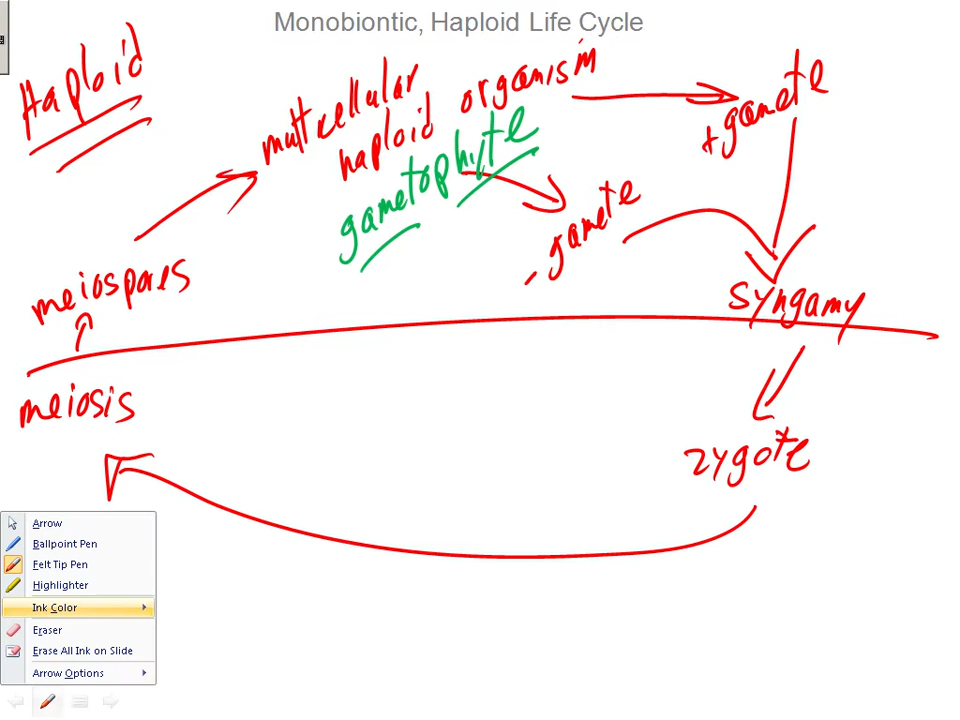 Monobiontic, Haploid Life Cycle
Haploid
multicellular
haploid organism
gametophyte
+ gamete
- gamete
meiospores
syngamy
meiosis
zygote
Arrow
Ballpoint Pen
Felt Tip Pen
Highlighter
Ink Color
Eraser
Erase All Ink on Slide
Arrow Options